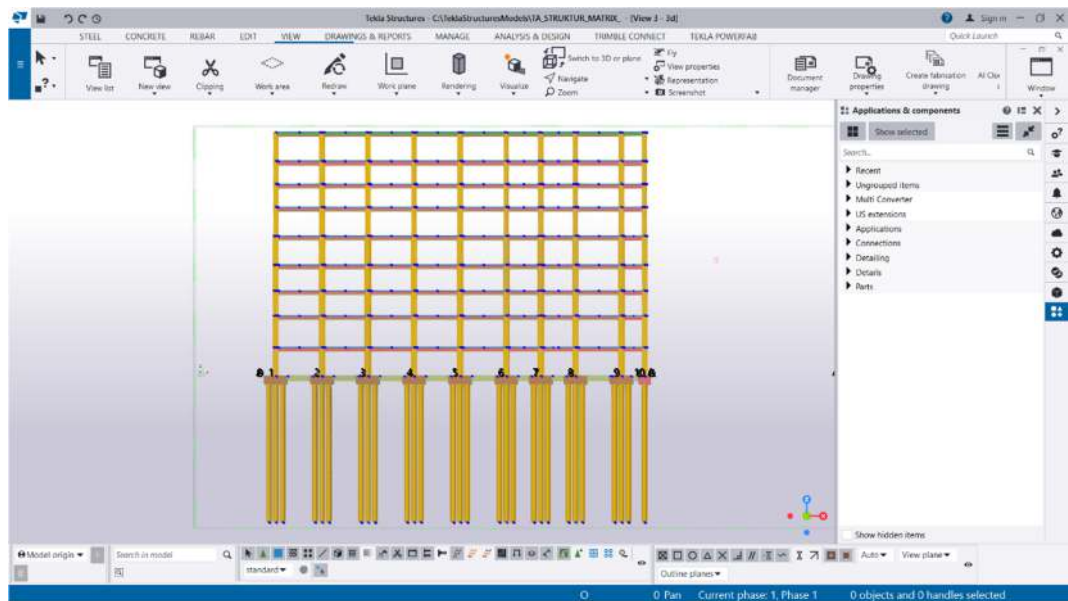 Tekla Structures - C:\TeklaStructuresModels\TA_STRUKTUR_MATRIX_ - [View 3 - 3d]
Sign in
STEEL CONCRETE REBAR EDIT VIEW DRAWINGS & REPORTS MANAGE ANALYSIS & DESIGN TRIMBLE CONNECT TEKLA POWERFAB
Quick Launch
View list New view Clipping Work area Redraw Work plane Rendering Visualize
Switch to 3D or plane
Navigate
Zoom
Fly
View properties
Representation
Screenshot
Document manager
Drawing properties
Create fabrication drawing
Window
Applications & components
Show selected
Search...
Recent
Ungrouped items
Multi Converter
US extensions
Applications
Connections
Detailing
Details
Parts
1 2 3 4 5 6 7 8 9 10
Show hidden items
Model origin
Search in model
standard
Auto
View plane
Outline planes
O
0 Pan
Current phase: 1, Phase 1
0 objects and 0 handles selected